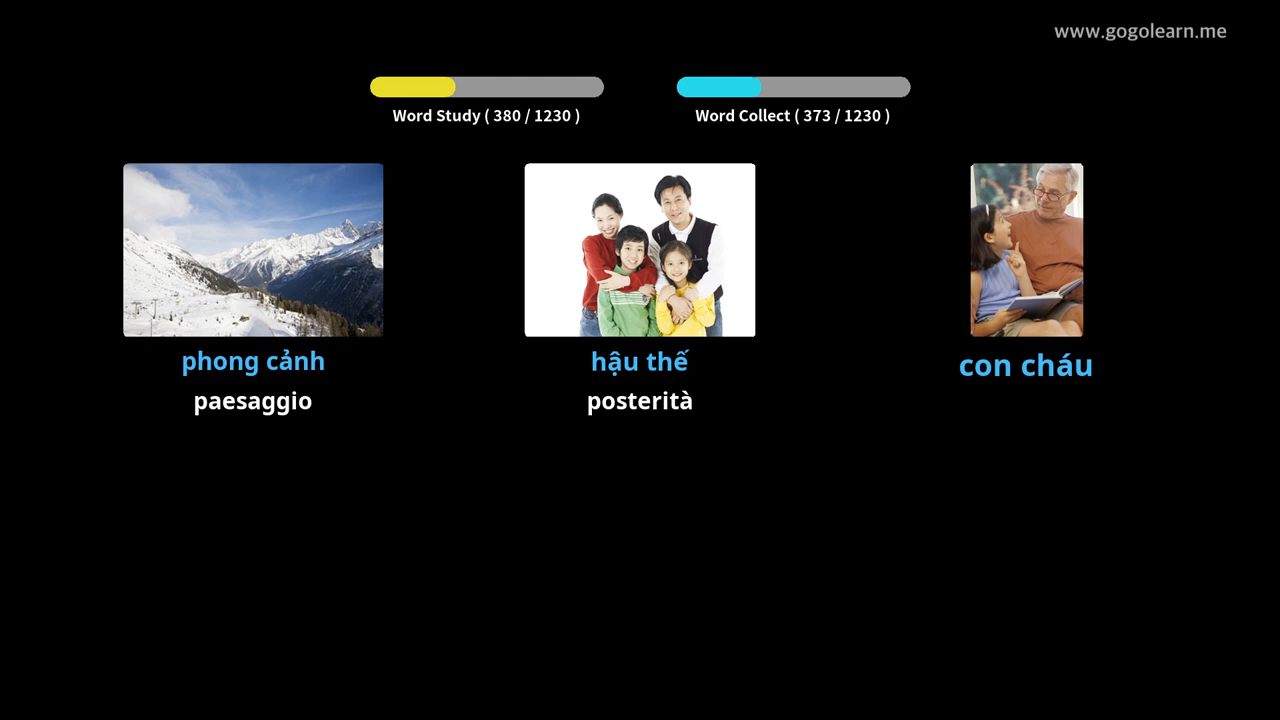 www.gogolearn.me
Word Study ( 380 / 1230 )
Word Collect ( 373 / 1230 )
phong cảnh
paesaggio
hậu thế
posterità
con cháu